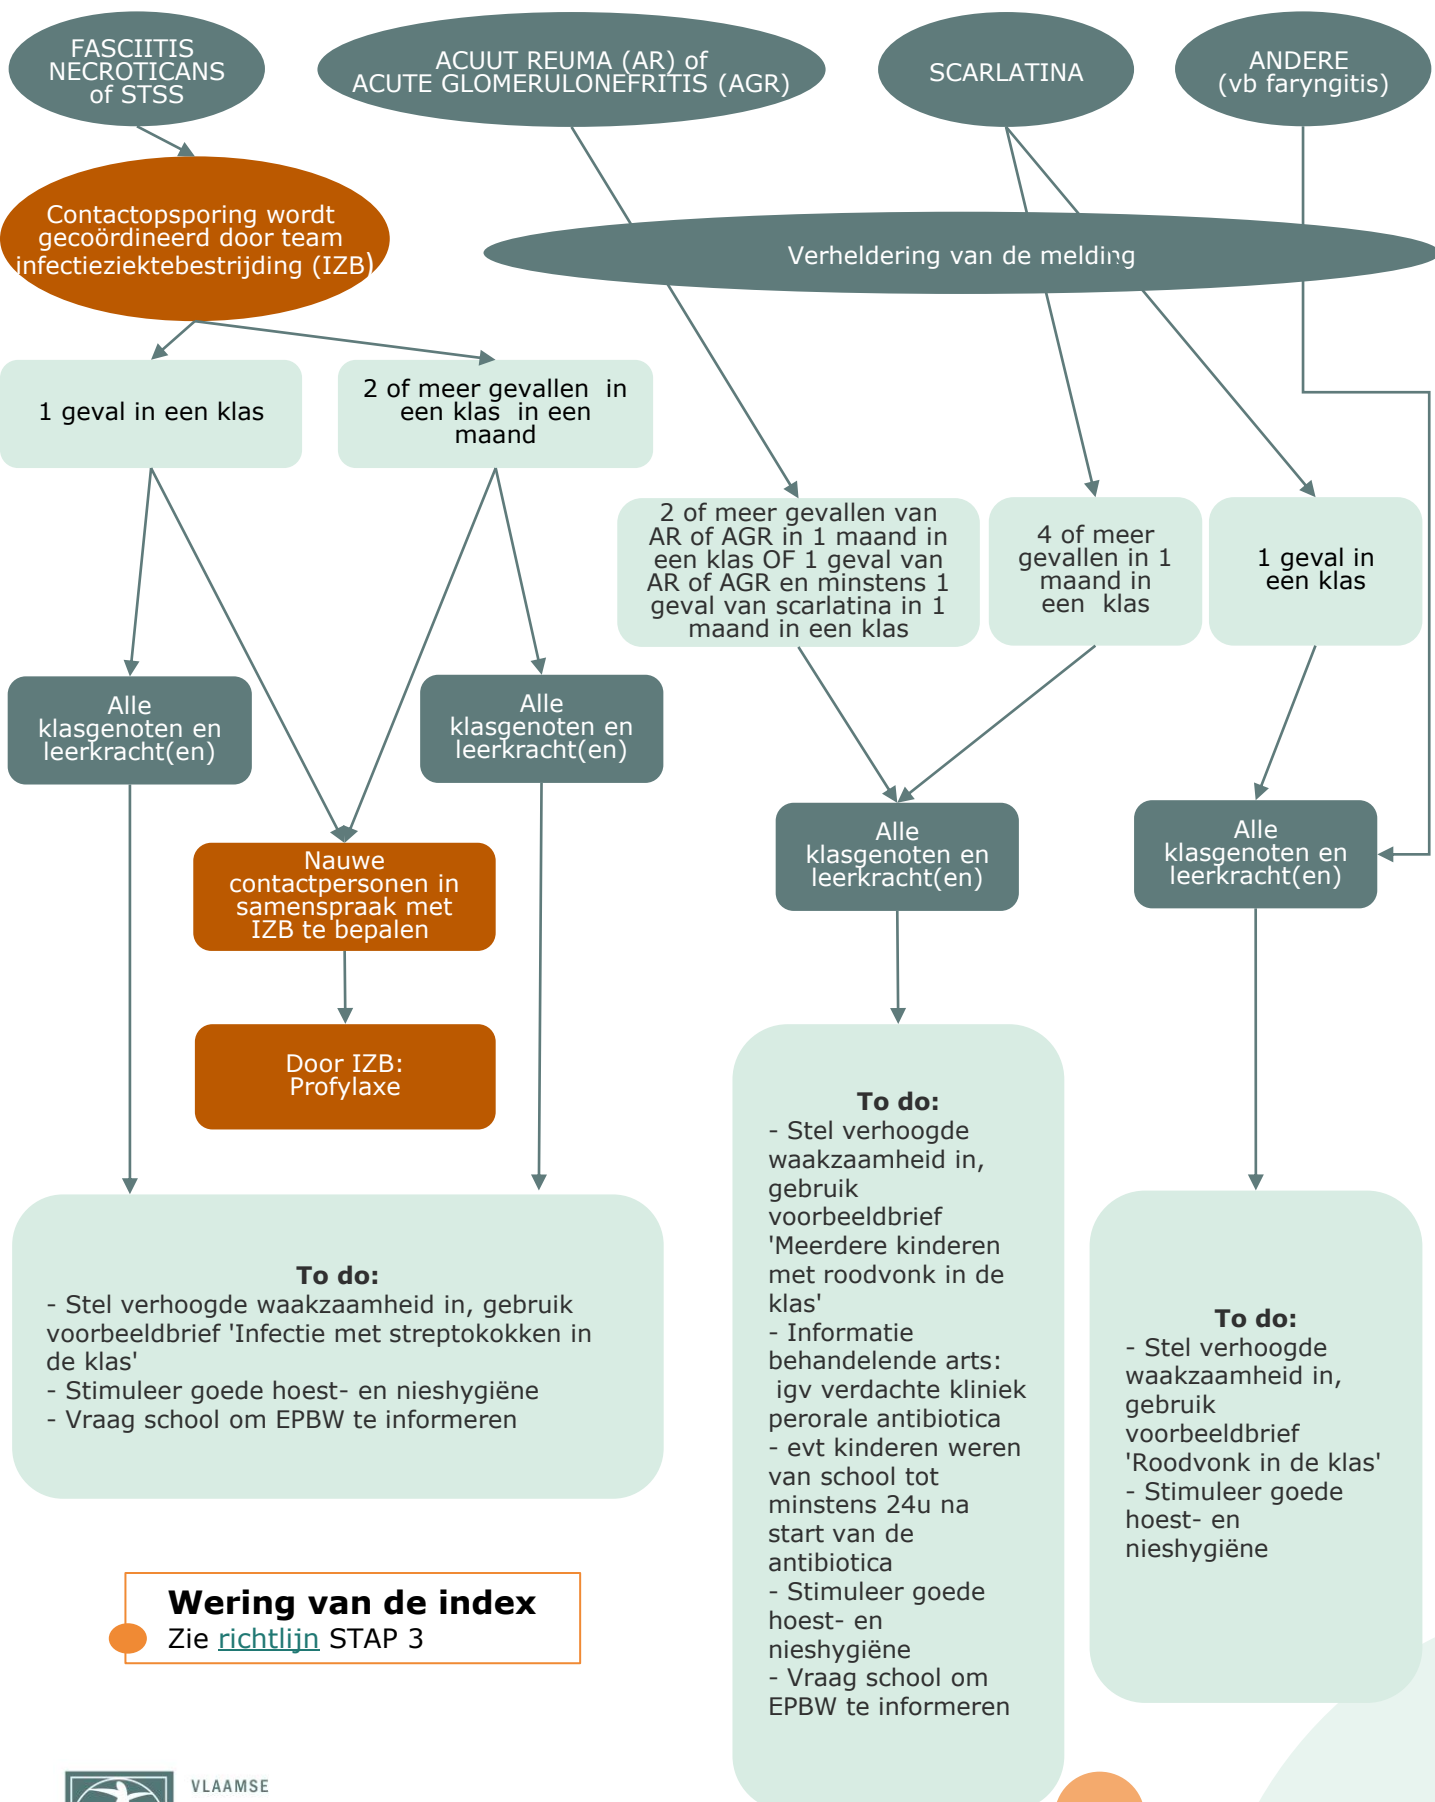 FASCIITIS
NECROTICANS
of STSS
ACUUT REUMA (AR) of
ACUTE GLOMERULONEFRITIS (AGR)
SCARLATINA
ANDERE
(vb faryngitis)
Contactopsporing wordt
gecoördineerd door team
infectieziektebestrijding (IZB)
Verheldering van de melding
1 geval in een klas
2 of meer gevallen in
een klas in een
maand
2 of meer gevallen van
AR of AGR in 1 maand in
een klas OF 1 geval van
AR of AGR en minstens 1
geval van scarlatina in 1
maand in een klas
4 of meer
gevallen in 1
maand in
een klas
1 geval in
een klas
Alle
klasgenoten en
leerkracht(en)
Alle
klasgenoten en
leerkracht(en)
Alle
klasgenoten en
leerkracht(en)
Alle
klasgenoten en
leerkracht(en)
Nauwe
contactpersonen in
samenspraak met
IZB te bepalen
Door IZB:
Profylaxe
To do:
- Stel verhoogde waakzaamheid in, gebruik
voorbeeldbrief 'Infectie met streptokokken in
de klas'
- Stimuleer goede hoest- en nieshygiëne
- Vraag school om EPBW te informeren
To do:
- Stel verhoogde
waakzaamheid in,
gebruik
voorbeeldbrief
'Meerdere kinderen
met roodvonk in de
klas'
- Informatie
behandelende arts:
igv verdachte kliniek
perorale antibiotica
- evt kinderen weren
van school tot
minstens 24u na
start van de
antibiotica
- Stimuleer goede
hoest- en
nieshygiëne
- Vraag school om
EPBW te informeren
To do:
- Stel verhoogde
waakzaamheid in,
gebruik
voorbeeldbrief
'Roodvonk in de klas'
- Stimuleer goede
hoest- en
nieshygiëne
Wering van de index
Zie richtlijn STAP 3
VLAAMSE